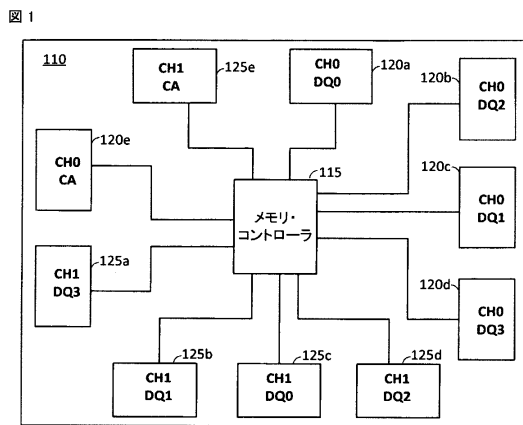 図 1
110
CH1
CA
125e
CH0
DQ0
120a
120b
CH0
DQ2
120e
CH0
CA
115
メモリ・
コントローラ
120c
CH0
DQ1
125a
CH1
DQ3
120d
CH0
DQ3
125b
CH1
DQ1
125c
CH1
DQ0
125d
CH1
DQ2